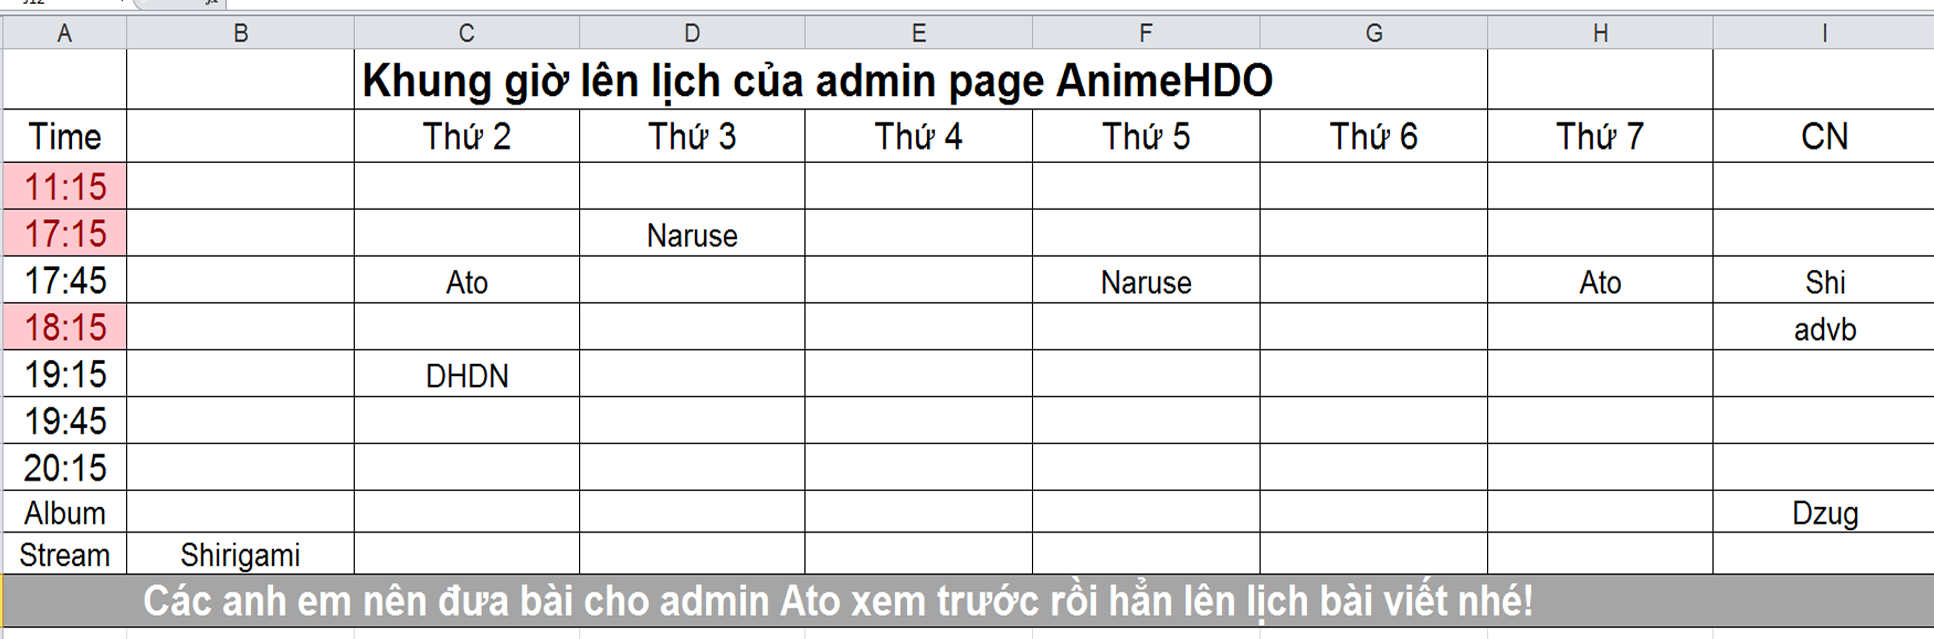 A B C D E F G H I
Khung giờ lên lịch của admin page AnimeHDO
Time Thứ 2 Thứ 3 Thứ 4 Thứ 5 Thứ 6 Thứ 7 CN
11:15
17:15 Naruse
17:45 Ato Naruse Ato Shi
18:15 advb
19:15 DHDN
19:45
20:15
Album Dzug
Stream Shirigami
Các anh em nên đưa bài cho admin Ato xem trước rồi hẳn lên lịch bài viết nhé!